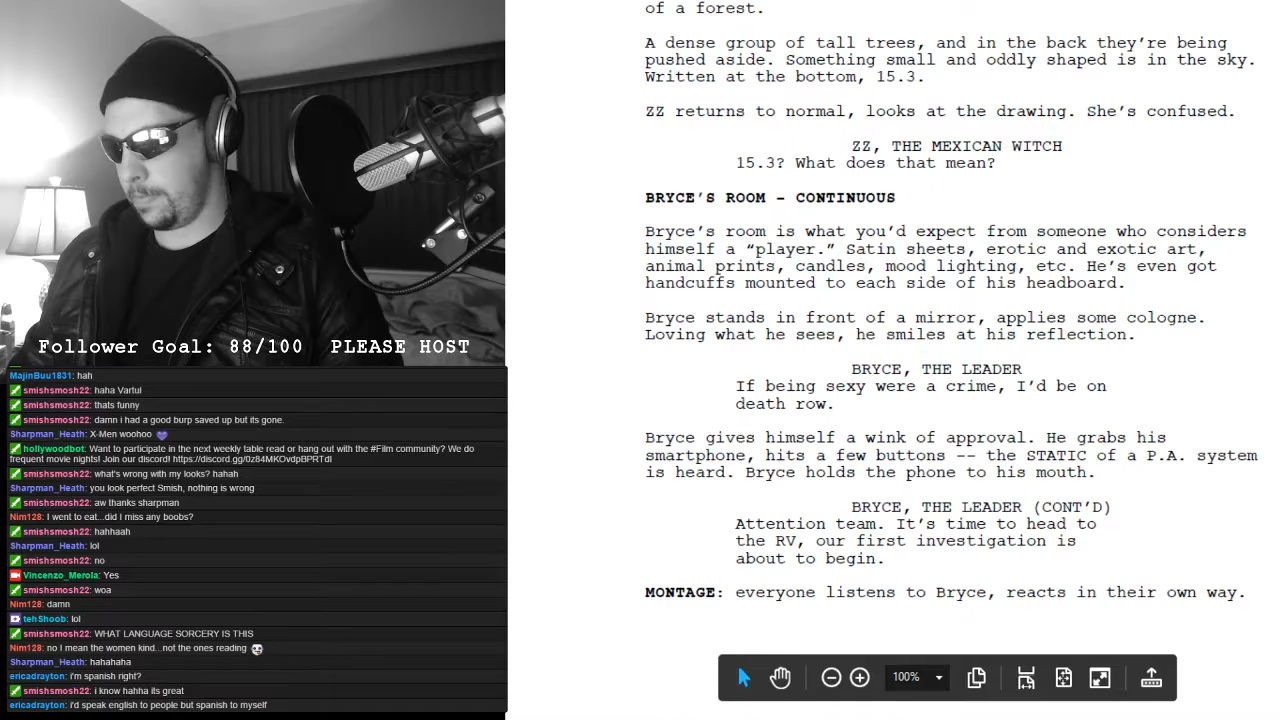 Follower Goal: 88/100 PLEASE HOST
MajinBuu1831: hah
smishsmosh22: haha Vartul
smishsmosh22: thats funny
smishsmosh22: damn i had a good burp saved up but its gone.
Sharpman_Heath: X-Men woohoo
hollywoodbot: Want to participate in the next weekly table read or hang out with the #Film community? We do
frequent movie nights! Join our discord! https://discord.gg/0z84MKOvdpBPRTdI
smishsmosh22: what's wrong with my looks? hahah
Sharpman_Heath: you look perfect Smish, nothing is wrong
smishsmosh22: aw thanks sharpman
Nim128: I went to eat...did I miss any boobs?
smishsmosh22: hahhaah
Sharpman_Heath: lol
smishsmosh22: no
Vincenzo_Merola: Yes
smishsmosh22: woa
Nim128: damn
tehShoob: lol
smishsmosh22: WHAT LANGUAGE SORCERY IS THIS
Nim128: no I mean the women kind...not the ones reading
Sharpman_Heath: hahahaha
ericadrayton: i'm spanish right?
smishsmosh22: i know hahha its great
ericadrayton: i'd speak english to people but spanish to myself
of a forest.
A dense group of tall trees, and in the back they're being
pushed aside. Something small and oddly shaped is in the sky.
Written at the bottom, 15.3.
ZZ returns to normal, looks at the drawing. She's confused.
ZZ, THE MEXICAN WITCH
15.3? What does that mean?
BRYCE'S ROOM – CONTINUOUS
Bryce's room is what you'd expect from someone who considers
himself a “player.” Satin sheets, erotic and exotic art,
animal prints, candles, mood lighting, etc. He's even got
handcuffs mounted to each side of his headboard.
Bryce stands in front of a mirror, applies some cologne.
Loving what he sees, he smiles at his reflection.
BRYCE, THE LEADER
If being sexy were a crime, I'd be on
death row.
Bryce gives himself a wink of approval. He grabs his
smartphone, hits a few buttons -- the STATIC of a P.A. system
is heard. Bryce holds the phone to his mouth.
BRYCE, THE LEADER (CONT'D)
Attention team. It's time to head to
the RV, our first investigation is
about to begin.
MONTAGE: everyone listens to Bryce, reacts in their own way.
100%